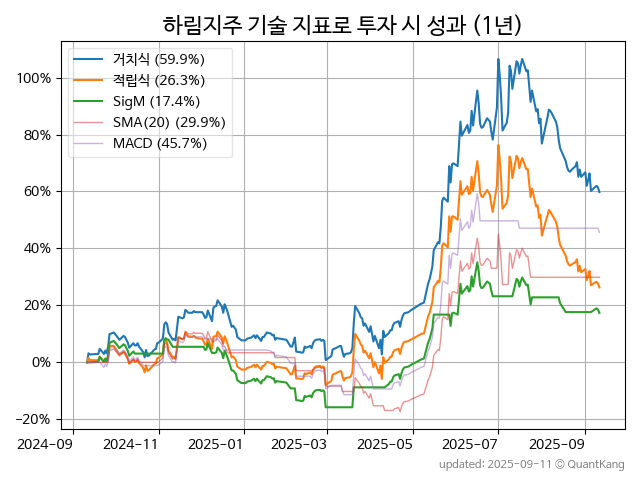 하림지주 기술 지표로 투자 시 성과 (1년)
거치식 (59.9%)
적립식 (26.3%)
SigM (17.4%)
SMA(20) (29.9%)
MACD (45.7%)
100%
80%
60%
40%
20%
0%
−20%
2024-09 2024-11 2025-01 2025-03 2025-05 2025-07 2025-09
updated: 2025-09-11 © QuantKang